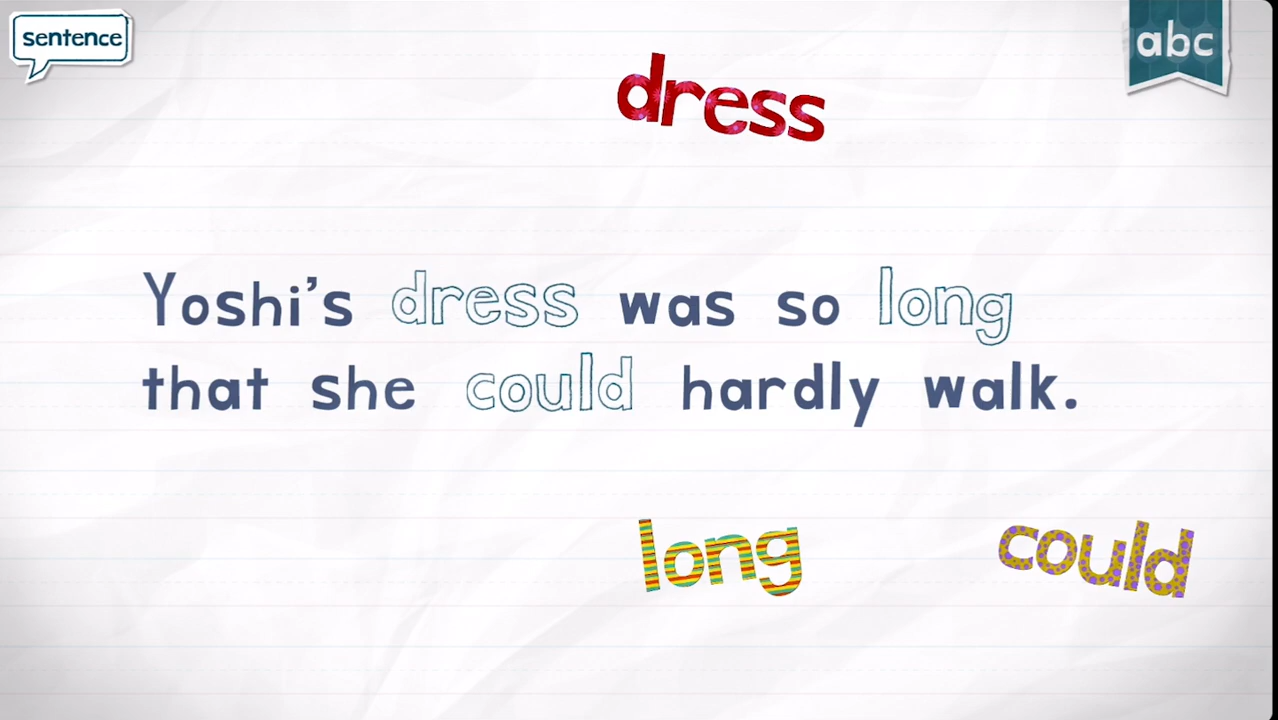 sentence
abc
dress
Yoshi's dress was so long
that she could hardly walk.
long could